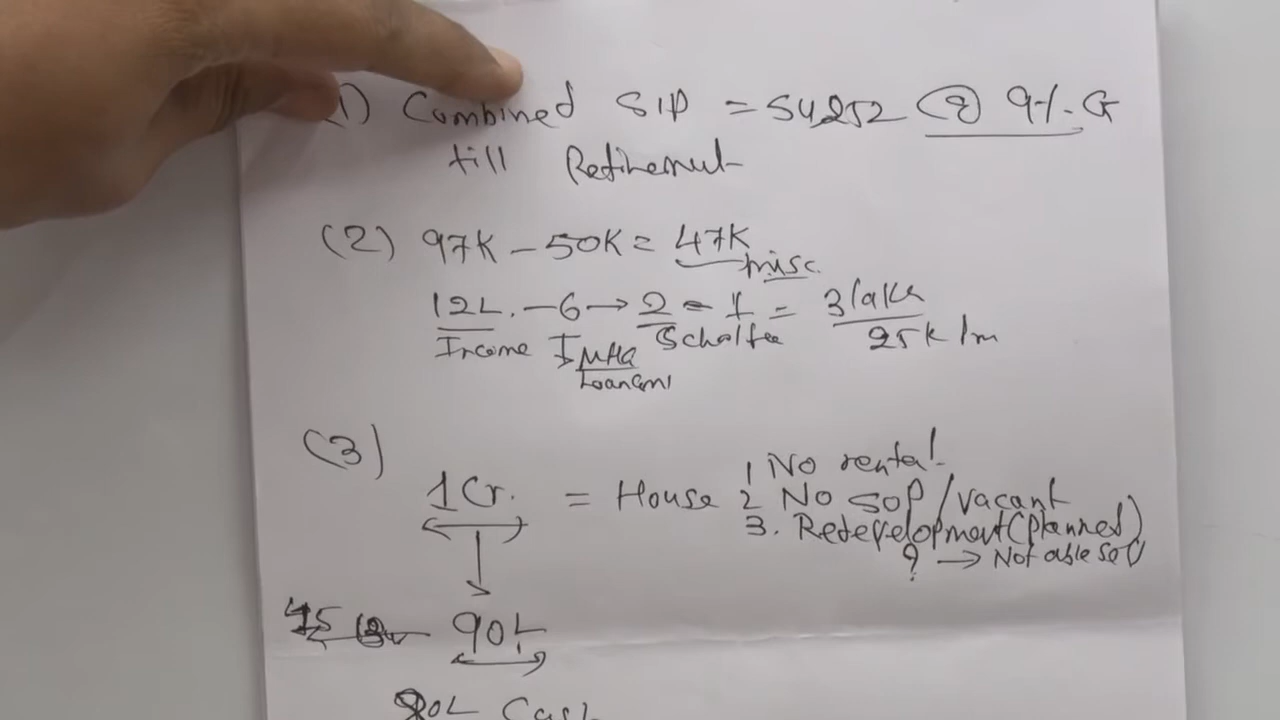 1) Combined SIP = 54252 @ 9%. G
till Retirement
(2) 97K - 50K = 47K
misc.
12L. - 6 → 2 - 1 = 3 lakh
Income School fee 25K/m
Loan
(3)
1 Cr. = House 1 No rental
2 No SOP/vacant
3. Redevelopment (planned)
? → Not able sell
45 90L
90L Cash